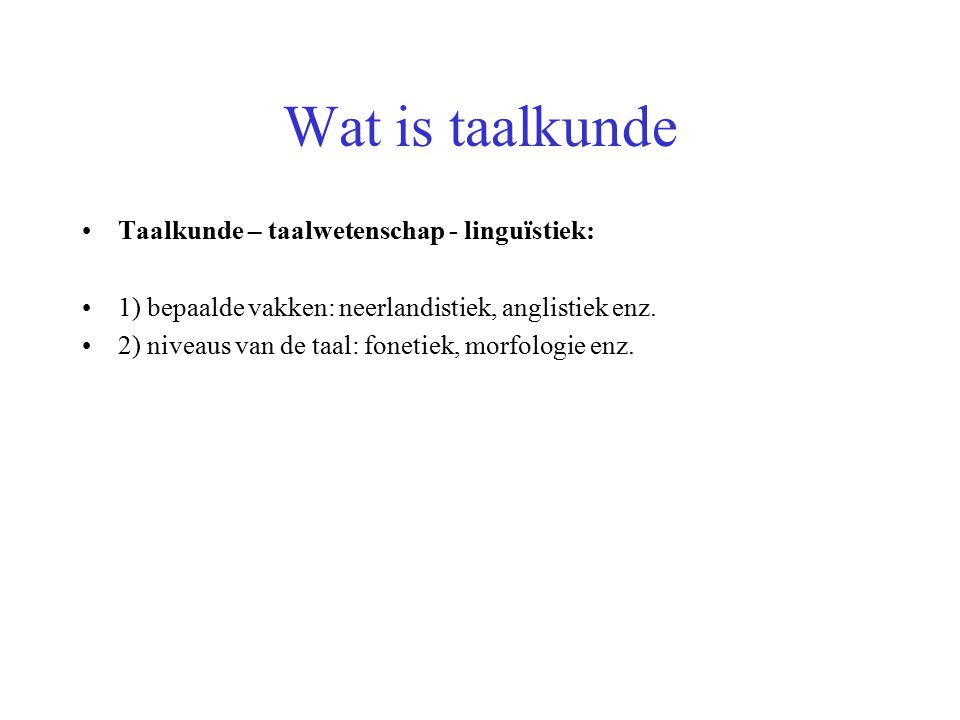 Wat is taalkunde
• Taalkunde – taalwetenschap - linguïstiek:
• 1) bepaalde vakken: neerlandistiek, anglistiek enz.
• 2) niveaus van de taal: fonetiek, morfologie enz.